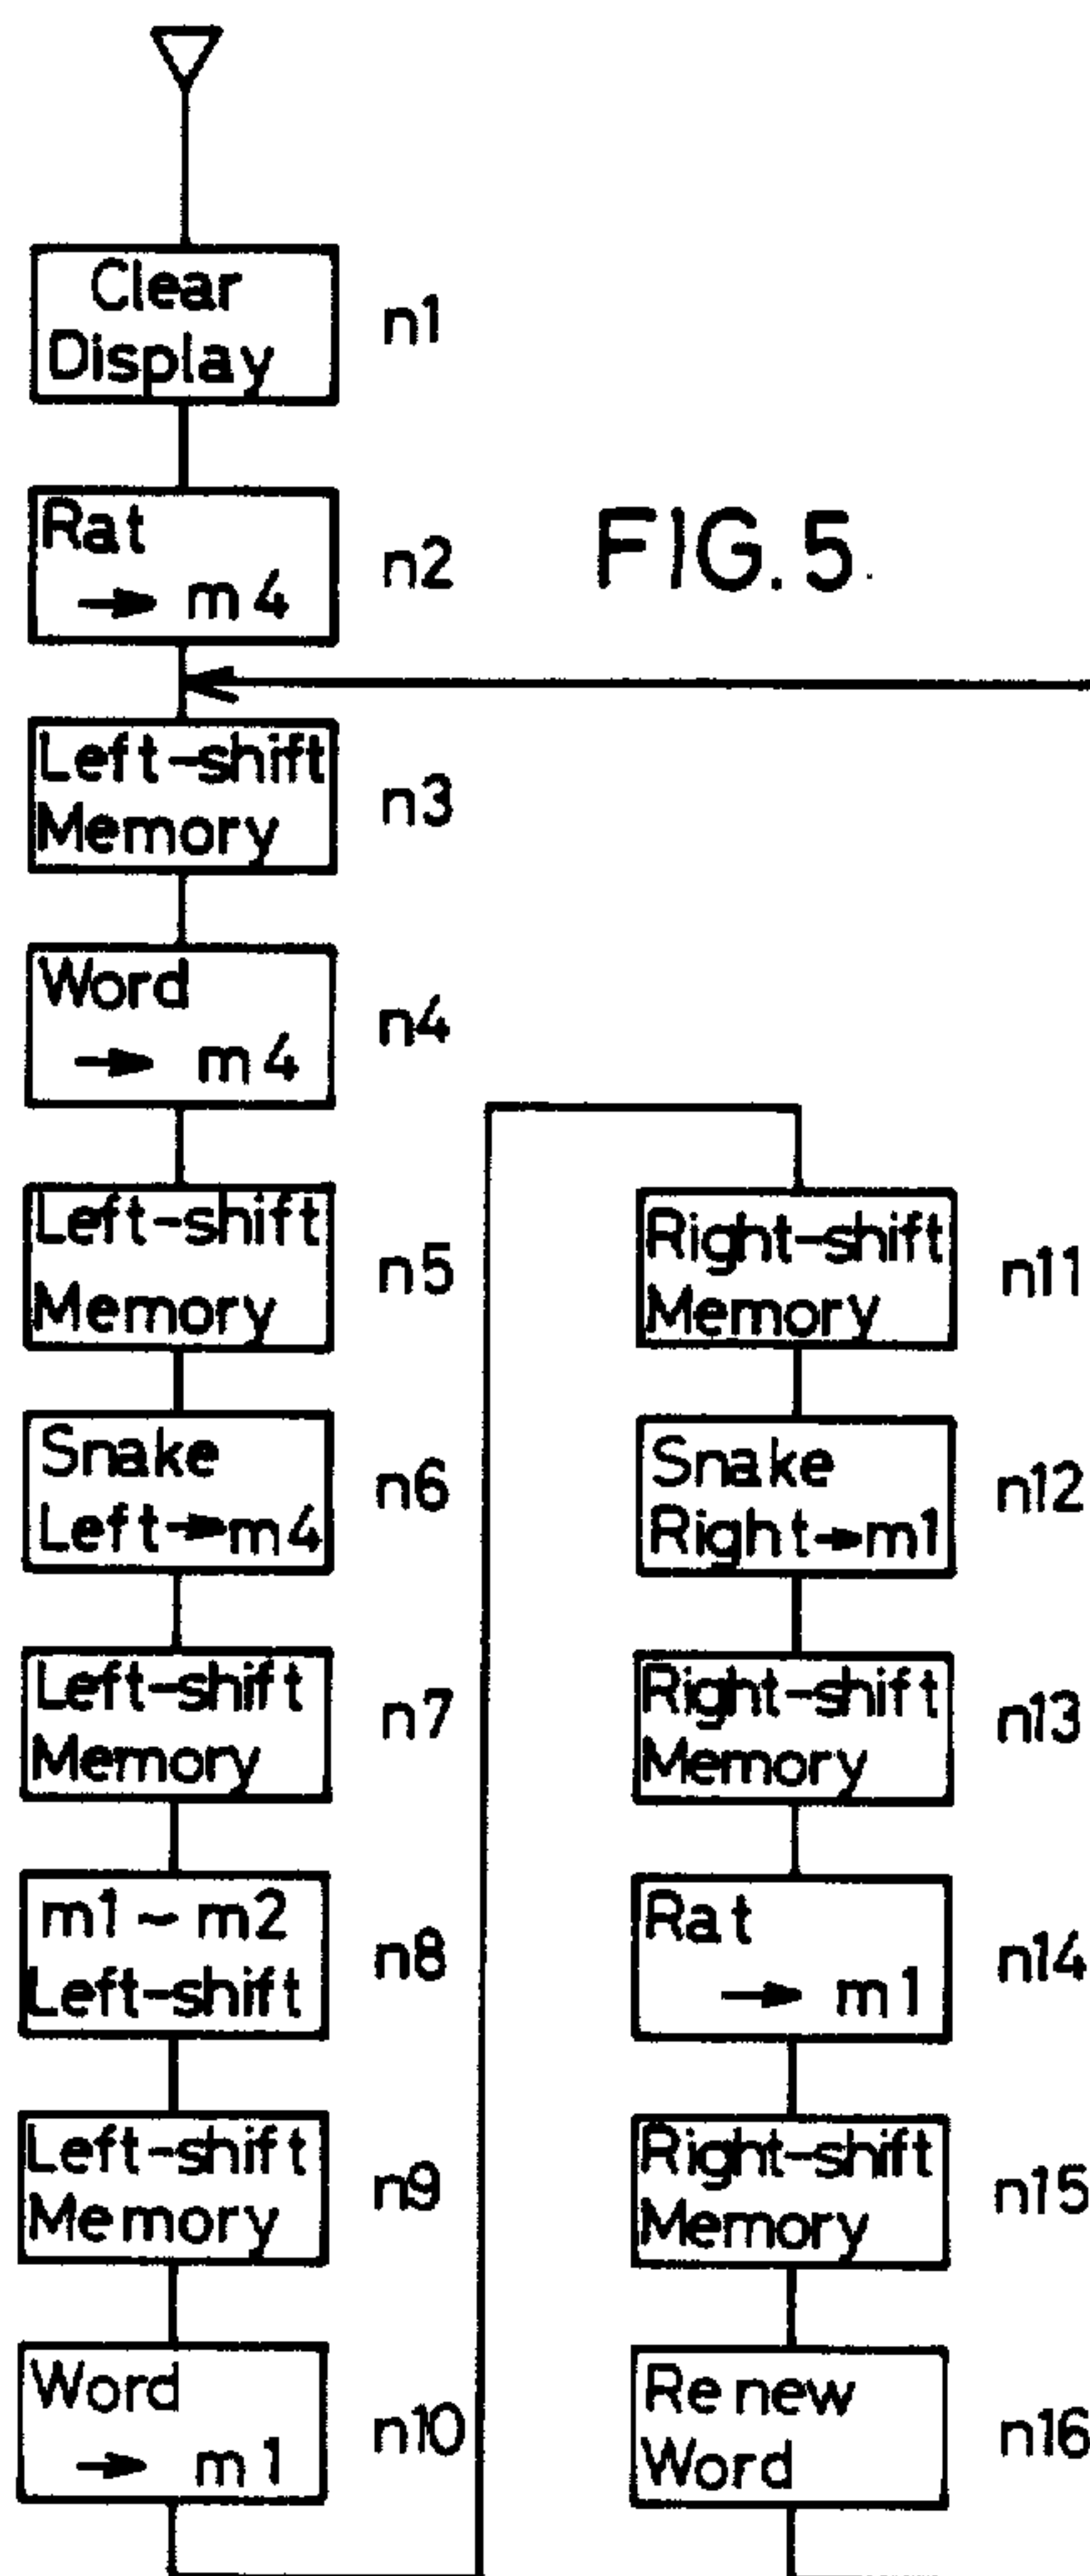 Clear
Display
n1
Rat
→ m4
n2
FIG. 5
Left-shift
Memory
n3
Word
→ m4
n4
Left-shift
Memory
n5
Snake
Left→m4
n6
Left-shift
Memory
n7
m1 ~ m2
Left-shift
n8
Left-shift
Memory
n9
Word
→ m1
n10
Right-shift
Memory
n11
Snake
Right→m1
n12
Right-shift
Memory
n13
Rat
→ m1
n14
Right-shift
Memory
n15
Renew
Word
n16